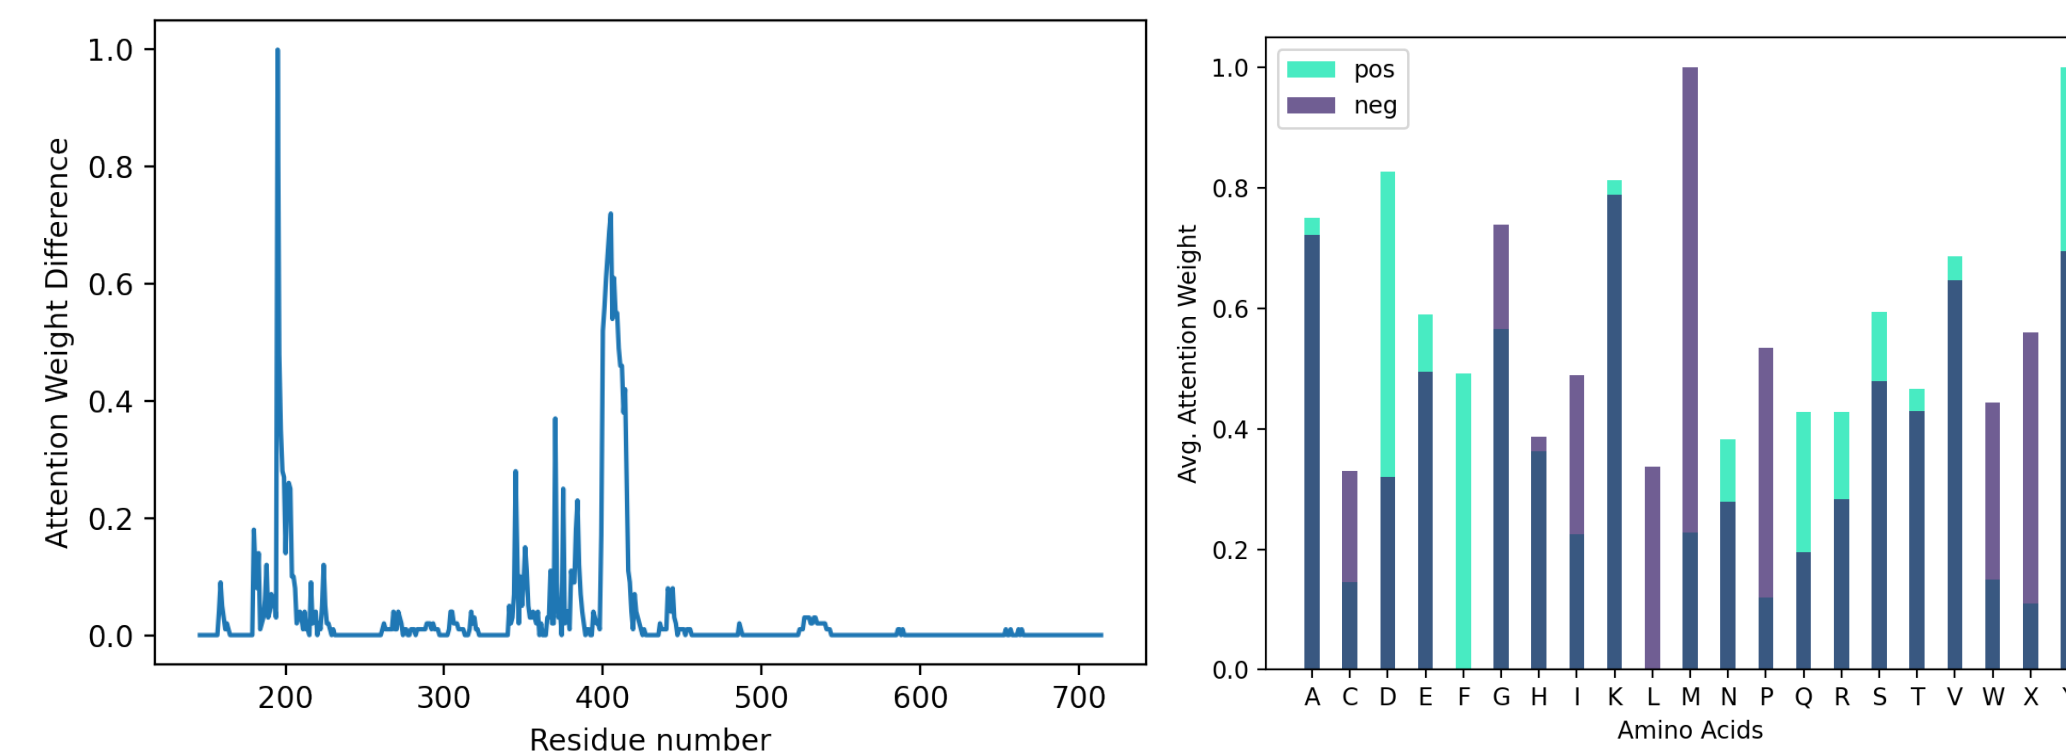 Attention Weight Difference
1.0
0.8
0.6
0.4
0.2
0.0
200 300 400 500 600 700
Residue number
Avg. Attention Weight
1.0
0.8
0.6
0.4
0.2
0.0
pos
neg
A C D E F G H I K L M N P Q R S T V W X
Amino Acids